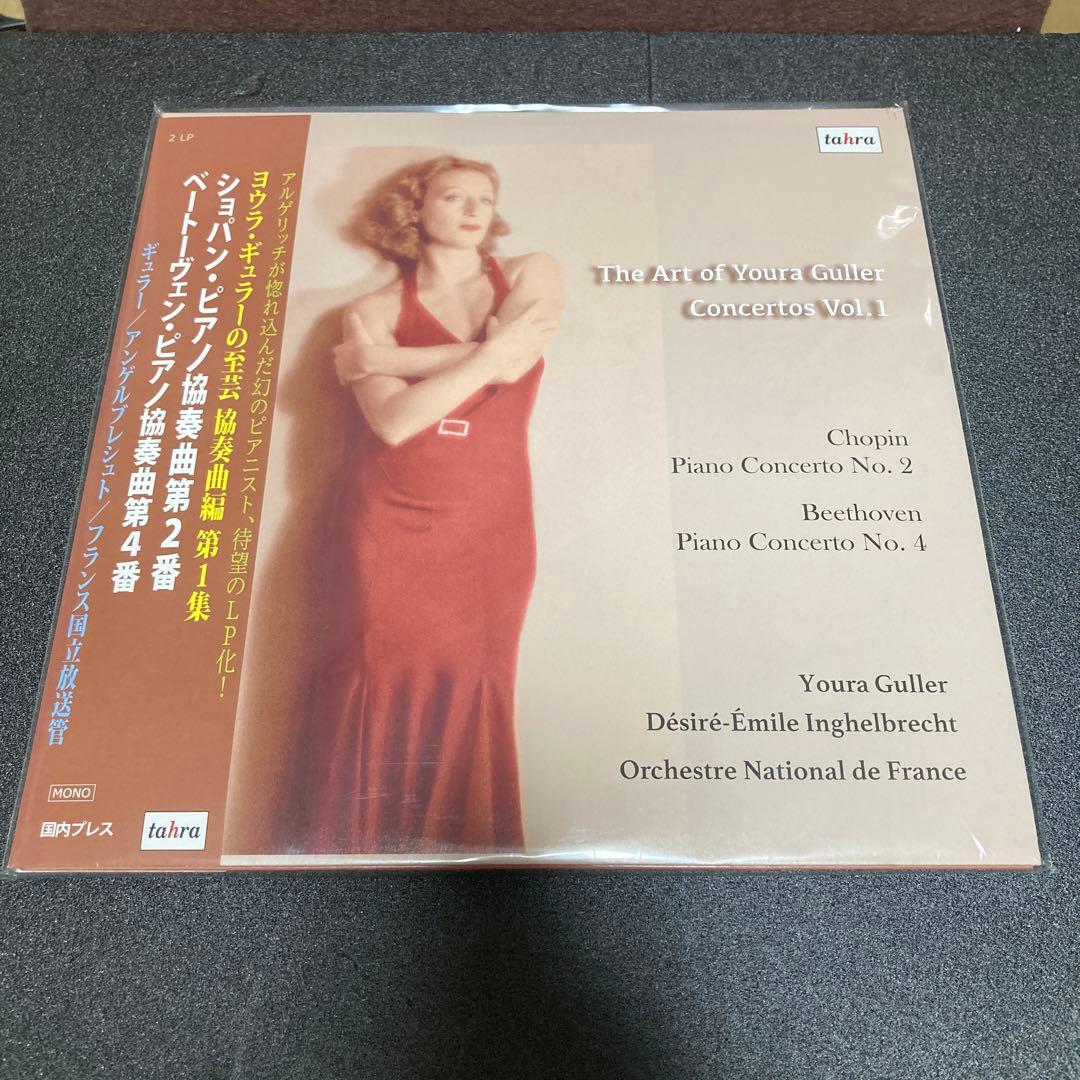 2 LP
アルゲリッチが惚れ込んだ幻のピアニスト、待望のLP化!
ヨウラ・ギュラーの至芸 協奏曲編 第1集
ショパン・ピアノ協奏曲第2番
ベートーヴェン・ピアノ協奏曲第4番
ギュラー/アンゲルブレシュト/フランス国立放送管
MONO
国内プレス
tahra
tahra
The Art of Youra Guller
Concertos Vol.1
Chopin
Piano Concerto No. 2
Beethoven
Piano Concerto No. 4
Youra Guller
Désiré-Émile Inghelbrecht
Orchestre National de France